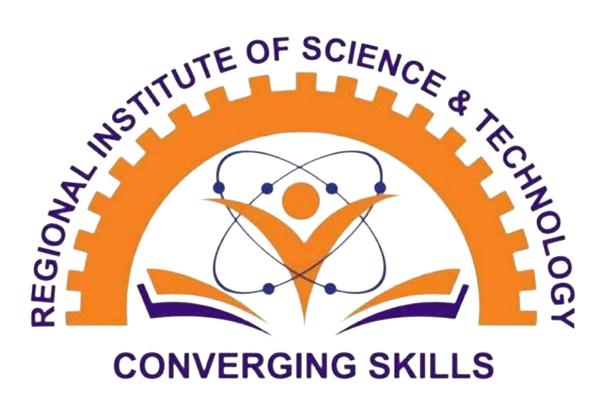 REGIONAL INSTITUTE OF SCIENCE & TECHNOLOGY
CONVERGING SKILLS